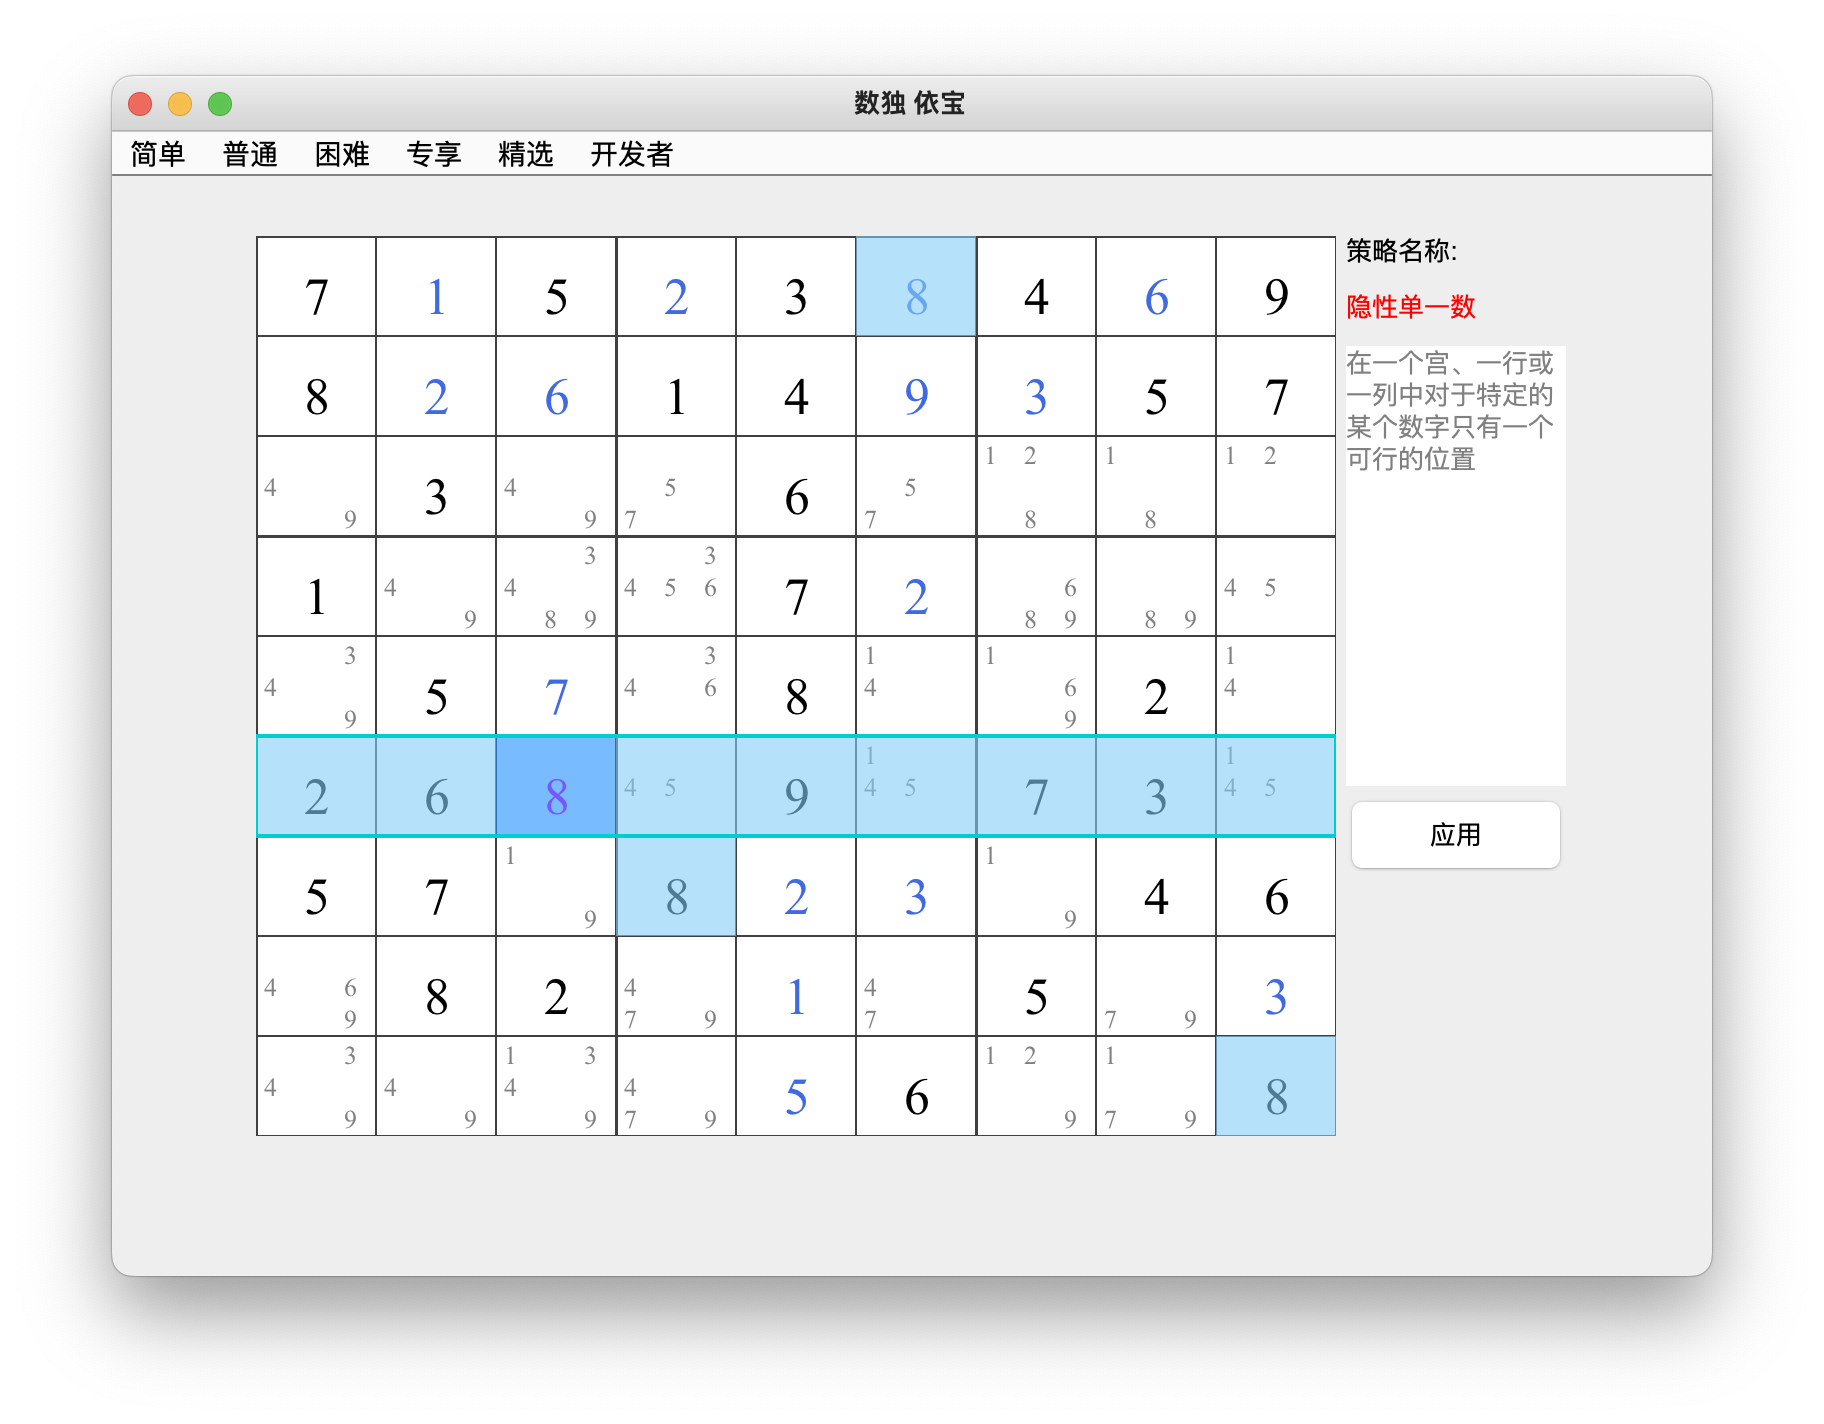 数独 依宝
简单 普通 困难 专享 精选 开发者
7 1 5 2 3 8 4 6 9
策略名称:
隐性单一数
在一个宫、一行或
一列中对于特定的
某个数字只有一个
可行的位置
应用
8 2 6 1 4 9 3 5 7
1 2 1 1 2
4 4 5 5
3 6
9 9 7 7 8 8
3 3
4 4 4 5 6 6 4 5
1 7 2
9 8 9 8 9 8 9
3 3 1 1 1
4 4 6 4 6 4
5 7 8 2
9 9
1 1
4 5 4 5 4 5
2 6 8 9 7 3
1 1
5 7 8 2 3 4 6
9 9
4 6 4 4
8 2 1 5 3
9 7 9 7 7 9
3 1 3 1 2 1
4 4 4 4
5 6 8
9 9 9 7 9 9 7 9